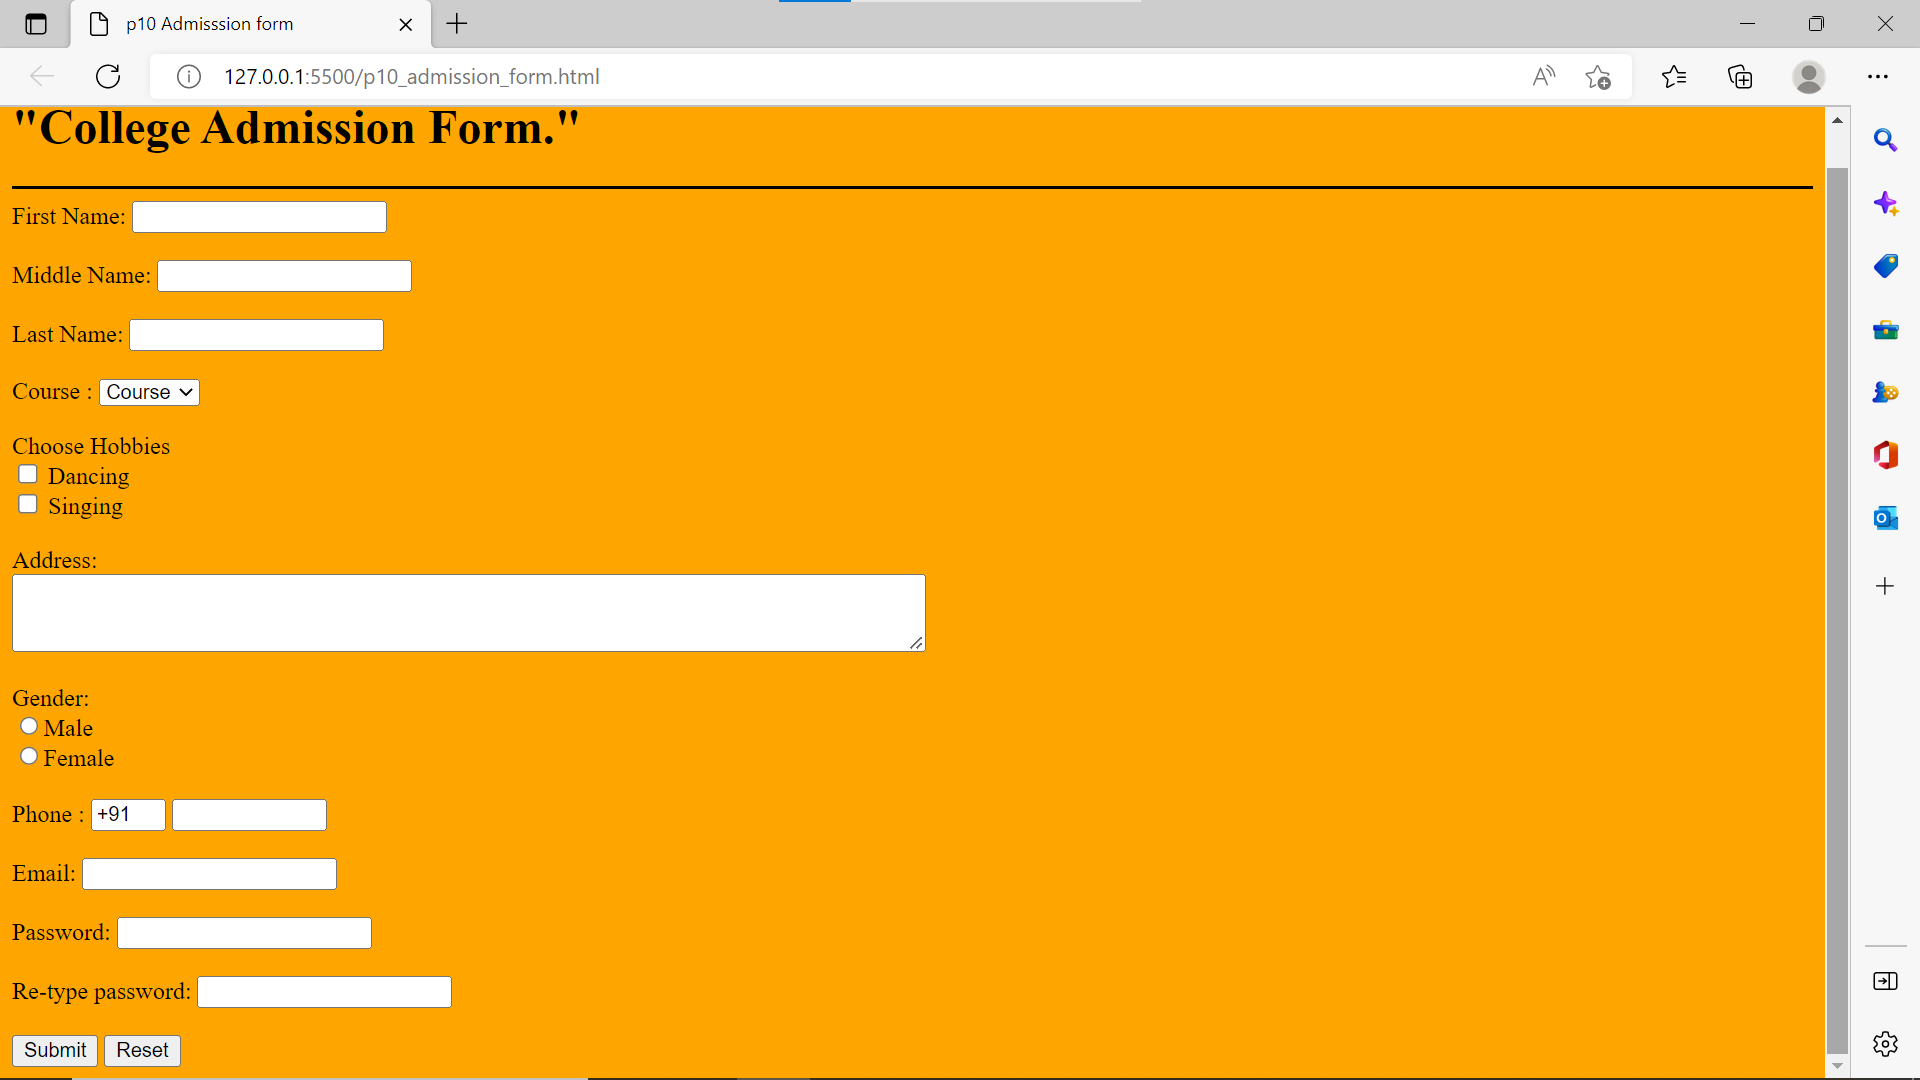 p10 Admisssion form
127.0.0.1:5500/p10_admission_form.html
"College Admission Form."
First Name:
Middle Name:
Last Name:
Course : Course
Choose Hobbies
Dancing
Singing
Address:
Gender:
Male
Female
Phone : +91
Email:
Password:
Re-type password:
Submit Reset